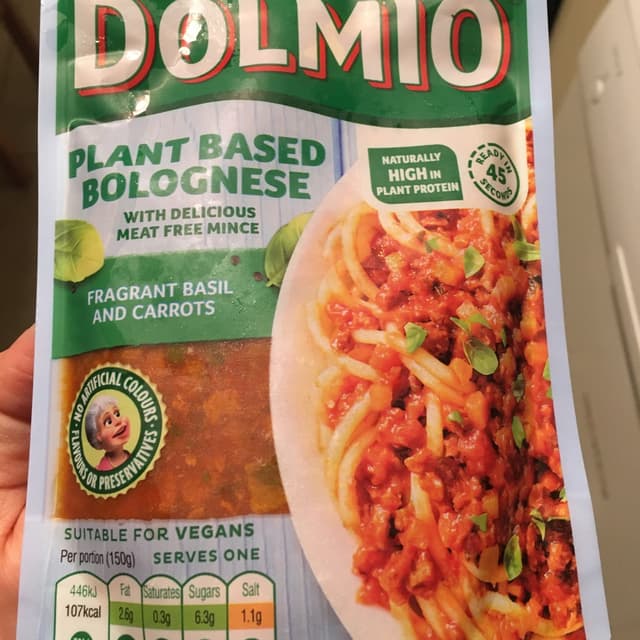 DOLMIO
PLANT BASED
BOLOGNESE
WITH DELICIOUS
MEAT FREE MINCE
NATURALLY
HIGH IN
PLANT PROTEIN
READY IN
45
SECONDS
FRAGRANT BASIL
AND CARROTS
NO ARTIFICIAL COLOURS
FLAVOURS OR PRESERVATIVES
SUITABLE FOR VEGANS
Per portion (150g) SERVES ONE
446kJ Fat Saturates Sugars Salt
107kcal 2.6g 0.3g 6.3g 1.1g